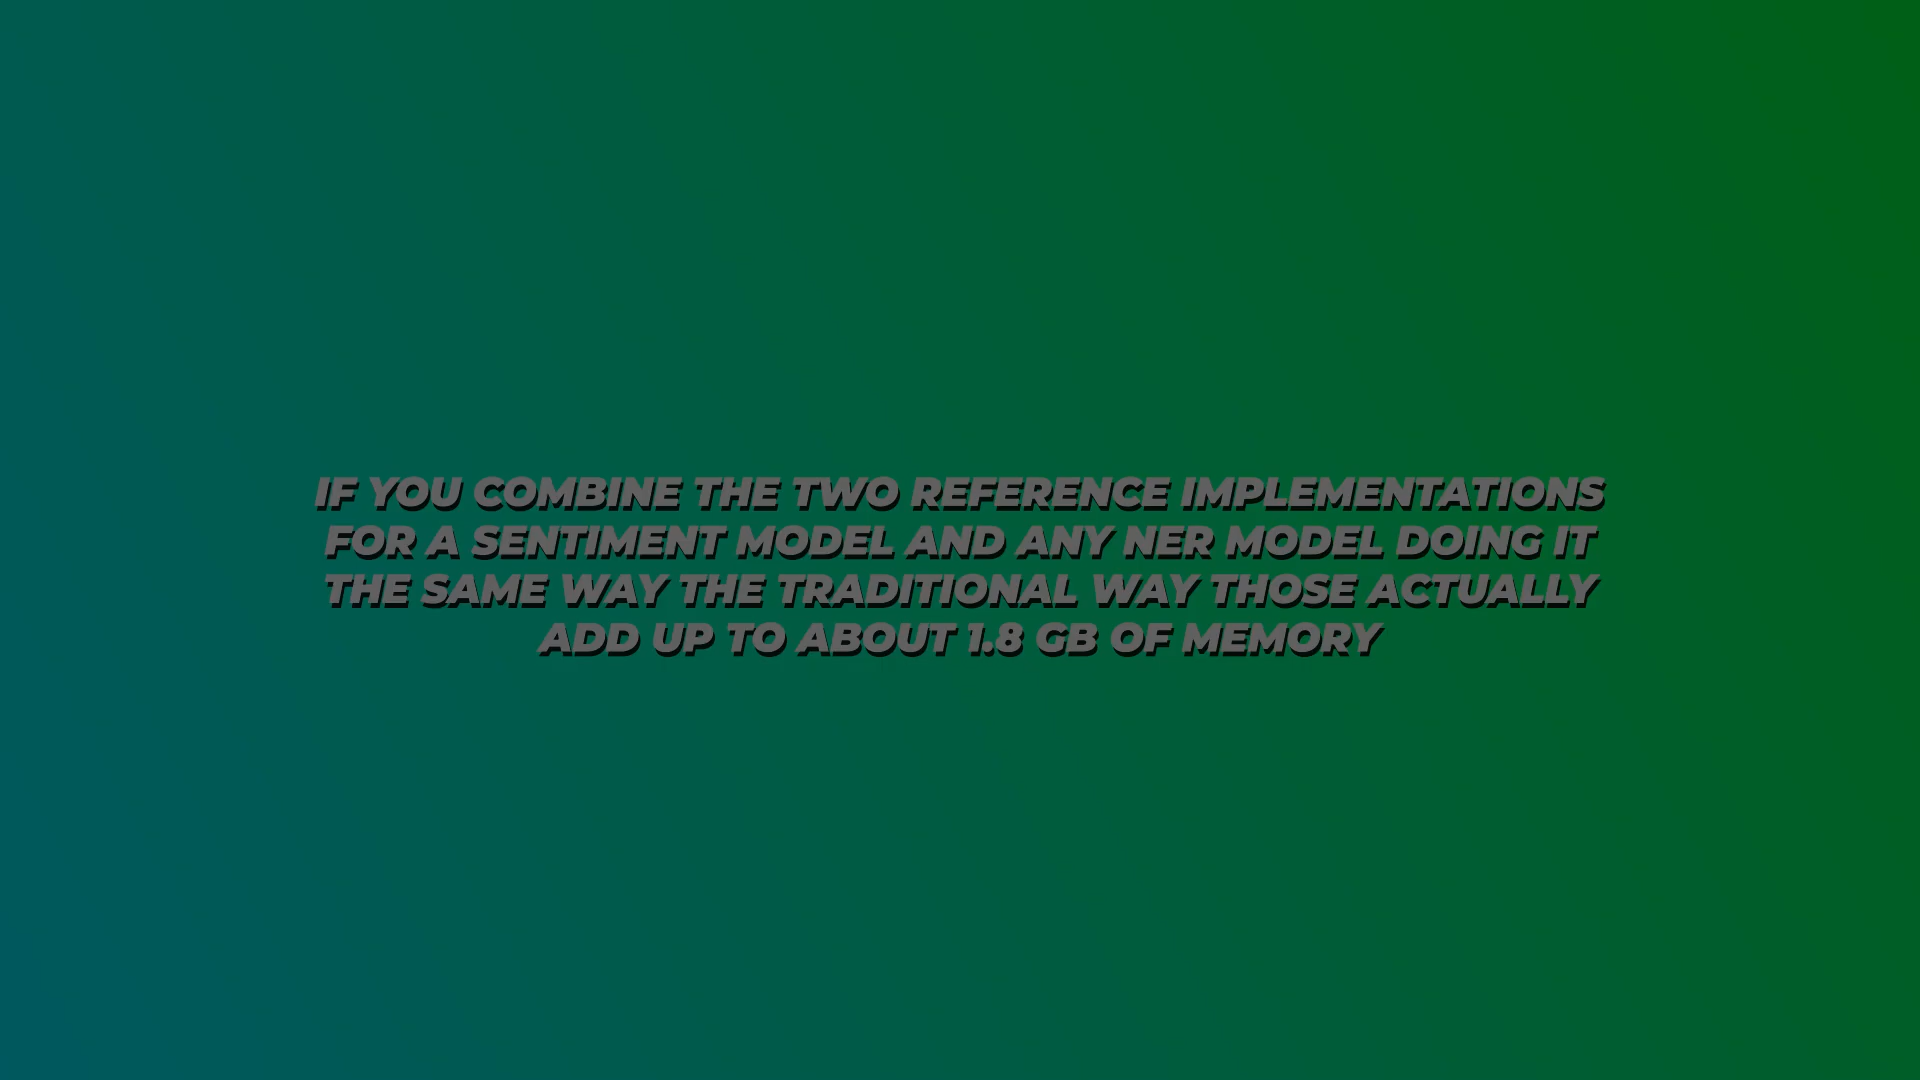 IF YOU COMBINE THE TWO REFERENCE IMPLEMENTATIONS
FOR A SENTIMENT MODEL AND ANY NER MODEL DOING IT
THE SAME WAY THE TRADITIONAL WAY THOSE ACTUALLY
ADD UP TO ABOUT 1.8 GB OF MEMORY